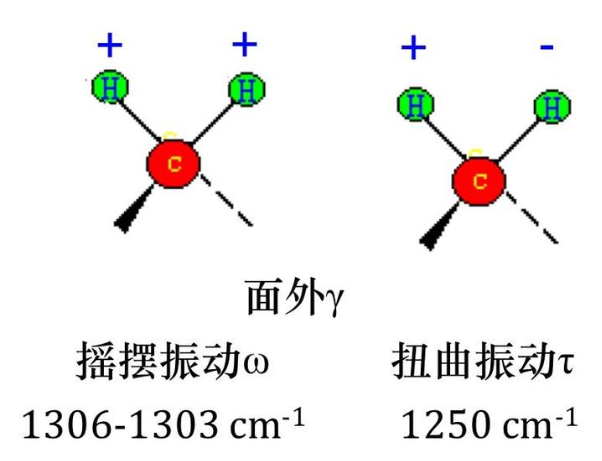 + + + -
H H H H
C C
面外γ
摇摆振动ω 扭曲振动τ
1306-1303 cm⁻¹ 1250 cm⁻¹